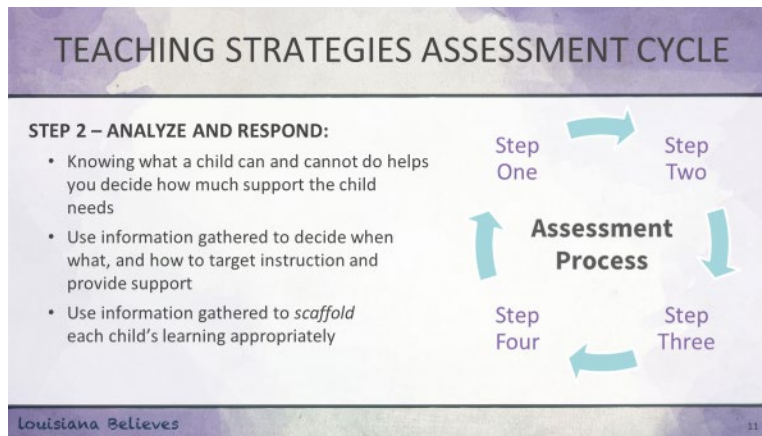 TEACHING STRATEGIES ASSESSMENT CYCLE
STEP 2 – ANALYZE AND RESPOND:
• Knowing what a child can and cannot do helps
you decide how much support the child
needs
• Use information gathered to decide when
what, and how to target instruction and
provide support
• Use information gathered to scaffold
each child's learning appropriately
Step
One
Step
Two
Assessment
Process
Step
Four
Step
Three
Louisiana Believes
11